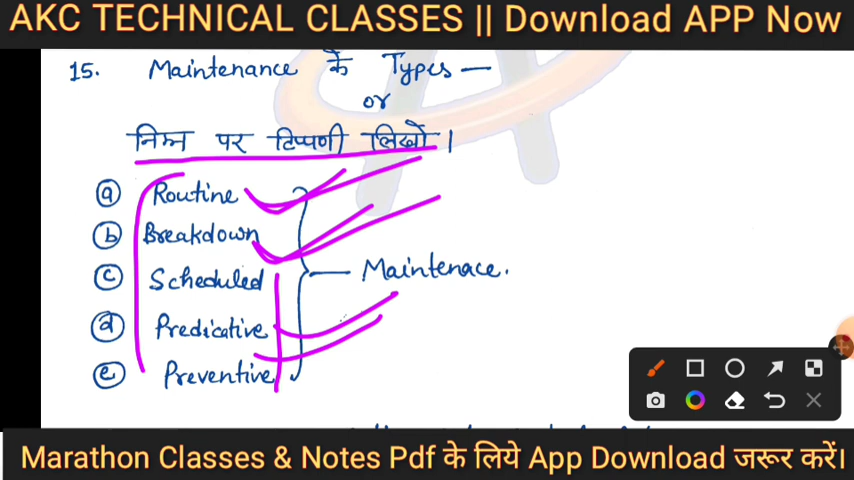 AKC TECHNICAL CLASSES || Download APP Now
15. Maintenance के Types —
or
निम्न पर टिप्पणी लिखो।
(a) Routine
(b) Breakdown
(c) Scheduled — Maintenace.
(d) Predicative
(e) Preventive
Marathon Classes & Notes Pdf के लिये App Download जरूर करें।